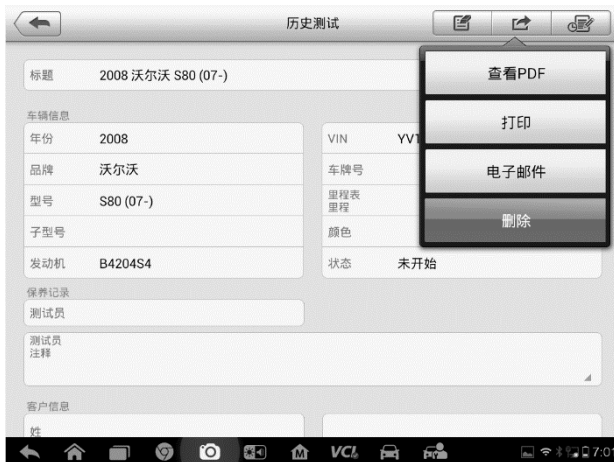 历史测试
标题 2008 沃尔沃 S80 (07-)
查看PDF
打印
电子邮件
删除
车辆信息
年份 2008
VIN YV1
品牌 沃尔沃
车牌号
型号 S80 (07-)
里程表
里程
子型号
颜色
发动机 B4204S4
状态 未开始
保养记录
测试员
测试员
注释
客户信息
姓
VCI
7:01